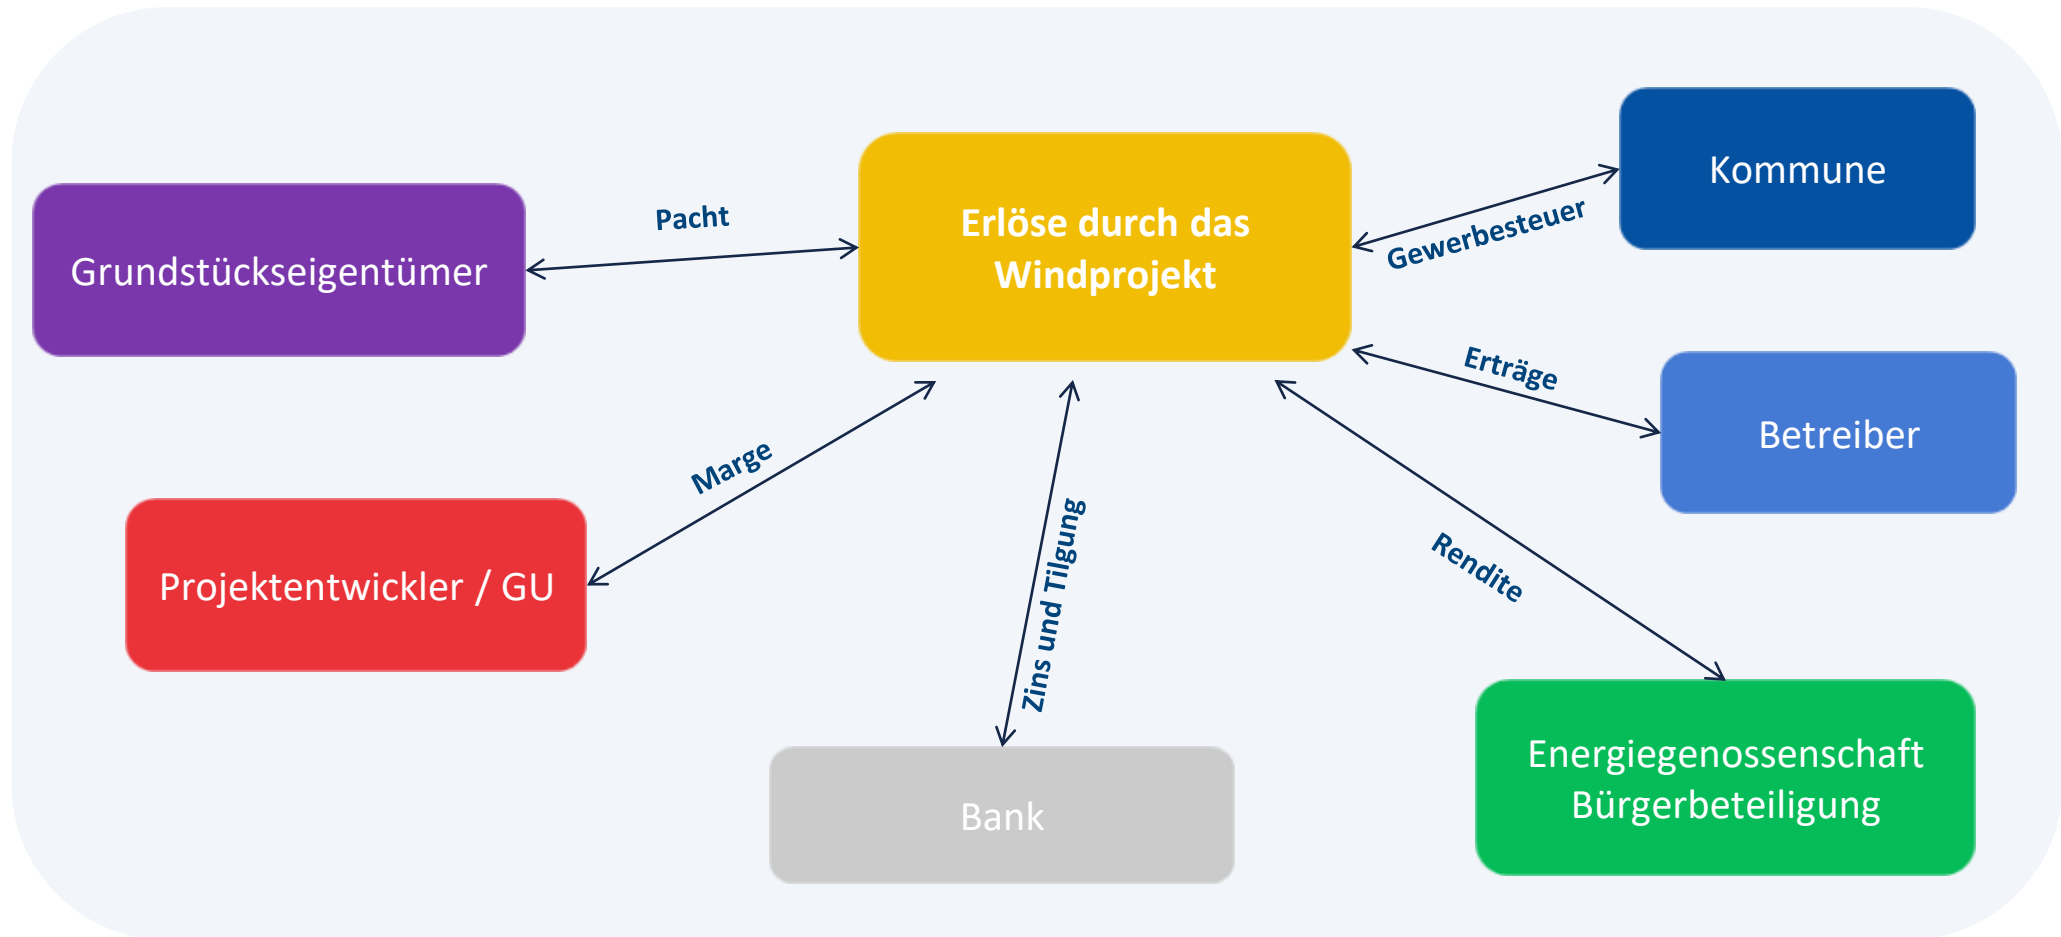 Kommune
Erlöse durch das
Windprojekt
Pacht
Gewerbesteuer
Grundstückseigentümer
Erträge
Betreiber
Marge
Zins und Tilgung
Rendite
Projektentwickler / GU
Energiegenossenschaft
Bürgerbeteiligung
Bank